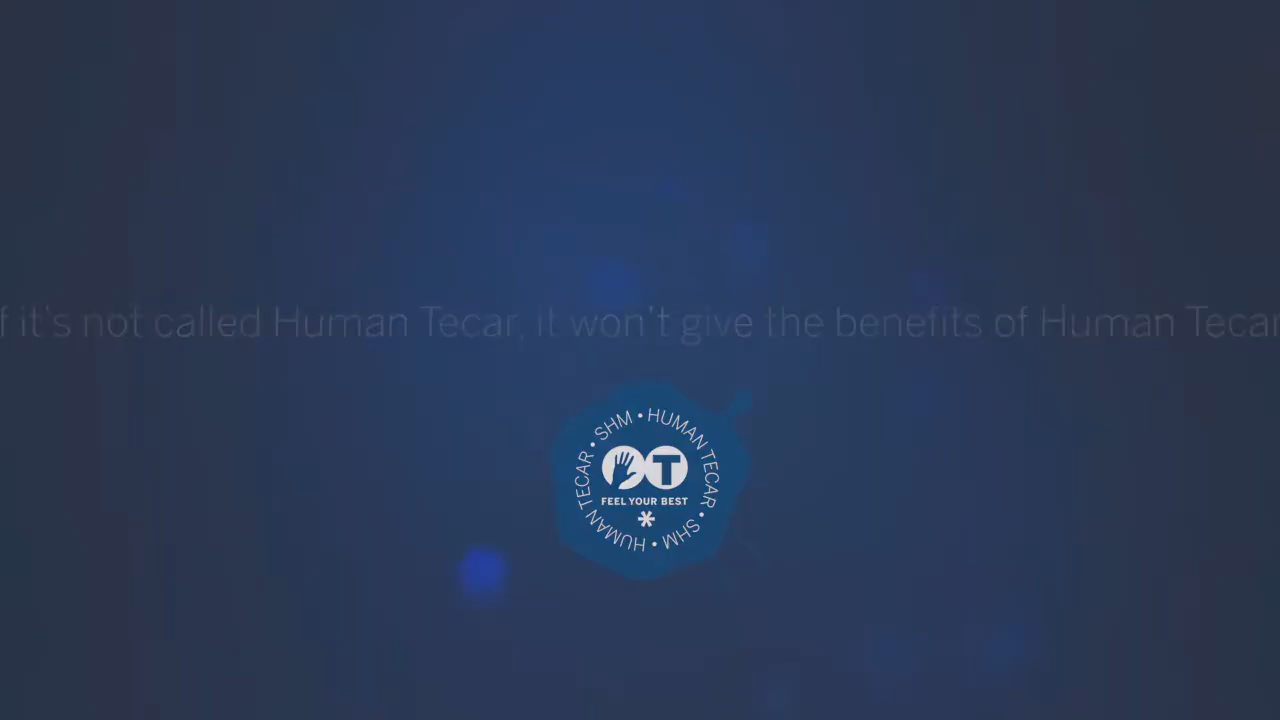 f it's not called Human Tecar, it won't give the benefits of Human Tecar
SHM • HUMAN TECAR • SHM • HUMAN TECAR •
T
FEEL YOUR BEST
*